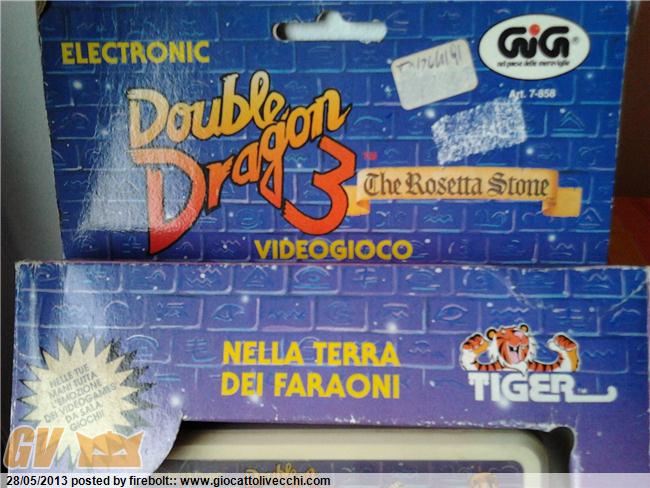 ELECTRONIC
GiG®
nel paese delle meraviglie
Art. 7-858
Double
Dragon
3
TM
The Rosetta Stone
VIDEOGIOCO
NELLA TERRA
DEI FARAONI
TIGER
NELLE TUE
MANI TUTTA
L'EMOZIONE
DEI VIDEOGAMES
DA SALA
GIOCHI!
GV
Double
28/05/2013 posted by firebolt:: www.giocattolivecchi.com